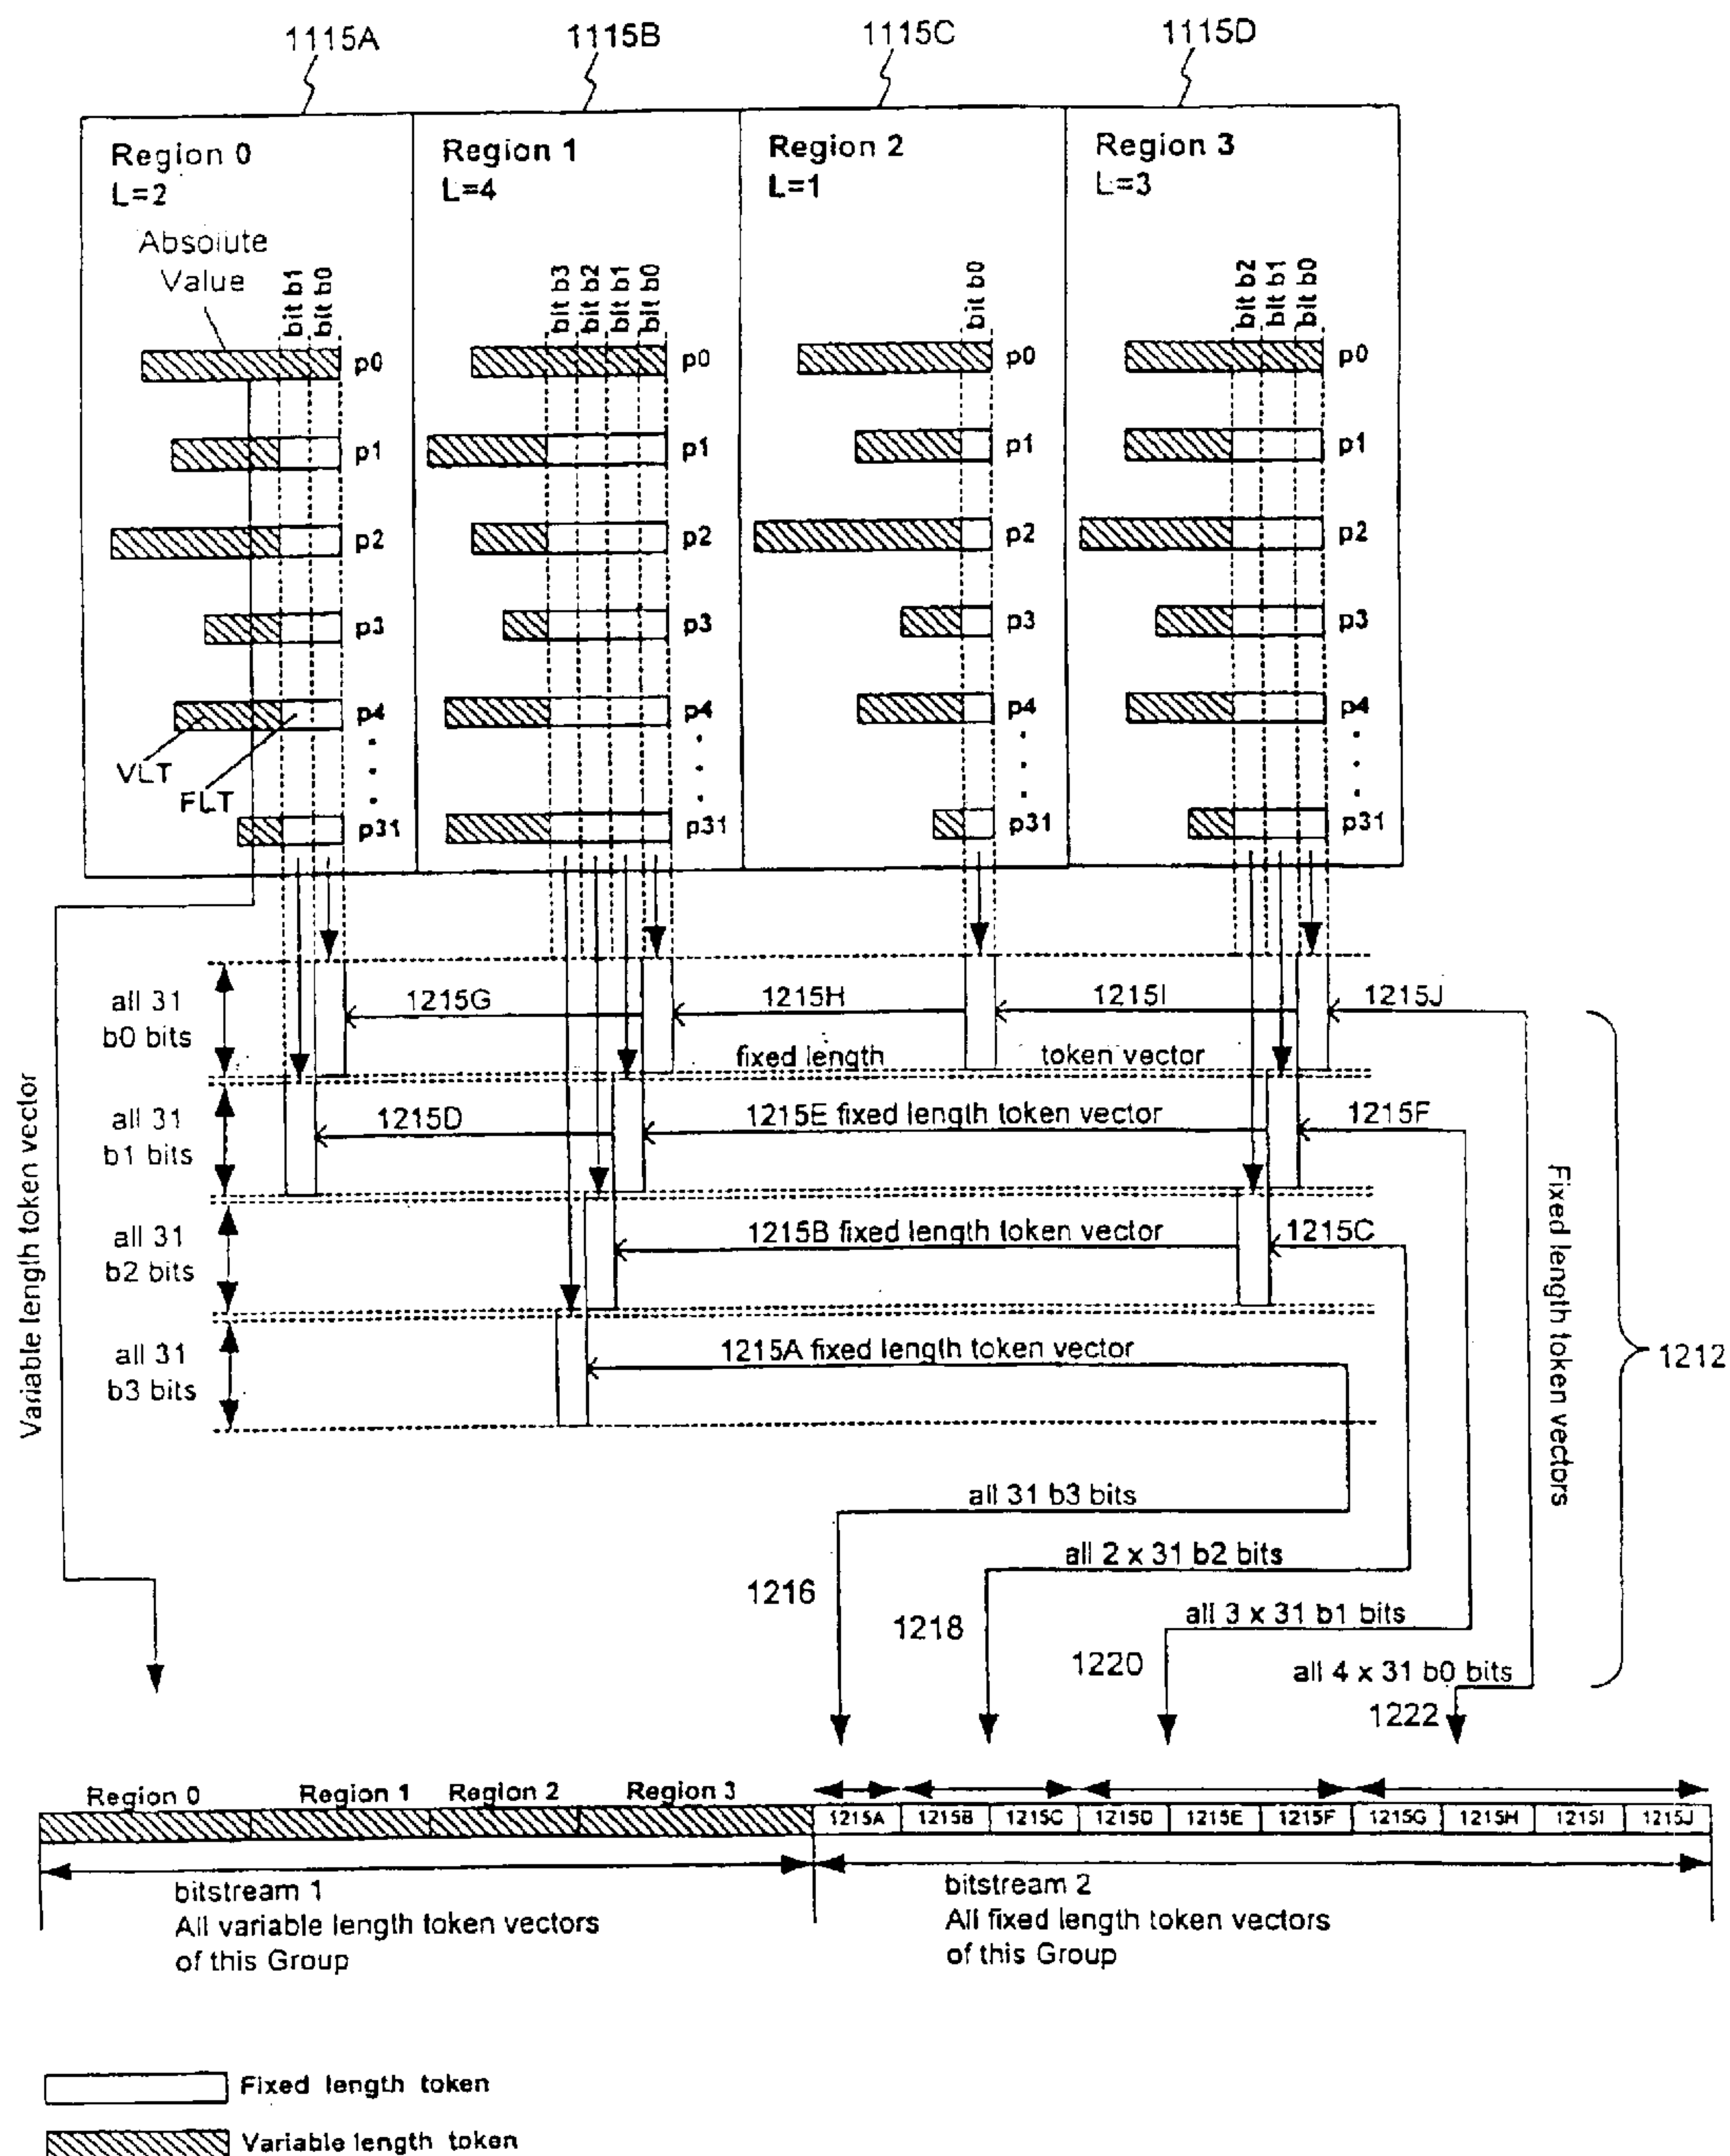 1115A 1115B 1115C 1115D
Region 0 Region 1 Region 2 Region 3
L=2 L=4 L=1 L=3
Absolute
Value
bit b1 bit b0 bit b3 bit b2 bit b1 bit b0 bit b0 bit b2 bit b1 bit b0
p0 p0 p0 p0
p1 p1 p1 p1
p2 p2 p2 p2
p3 p3 p3 p3
p4 p4 p4 p4
VLT
FLT
p31 p31 p31 p31
Variable length token vector
all 31
b0 bits
1215G 1215H 1215I 1215J
fixed length token vector
all 31
b1 bits
1215D 1215E fixed length token vector 1215F
all 31
b2 bits
1215B fixed length token vector 1215C
all 31
b3 bits
1215A fixed length token vector
Fixed length token vectors
1212
all 31 b3 bits
1216
all 2 x 31 b2 bits
1218
all 3 x 31 b1 bits
1220
all 4 x 31 b0 bits
1222
Region 0 Region 1 Region 2 Region 3
1215A 1215B 1215C 1215D 1215E 1215F 1215G 1215H 1215I 1215J
bitstream 1
All variable length token vectors
of this Group
bitstream 2
All fixed length token vectors
of this Group
Fixed length token
Variable length token